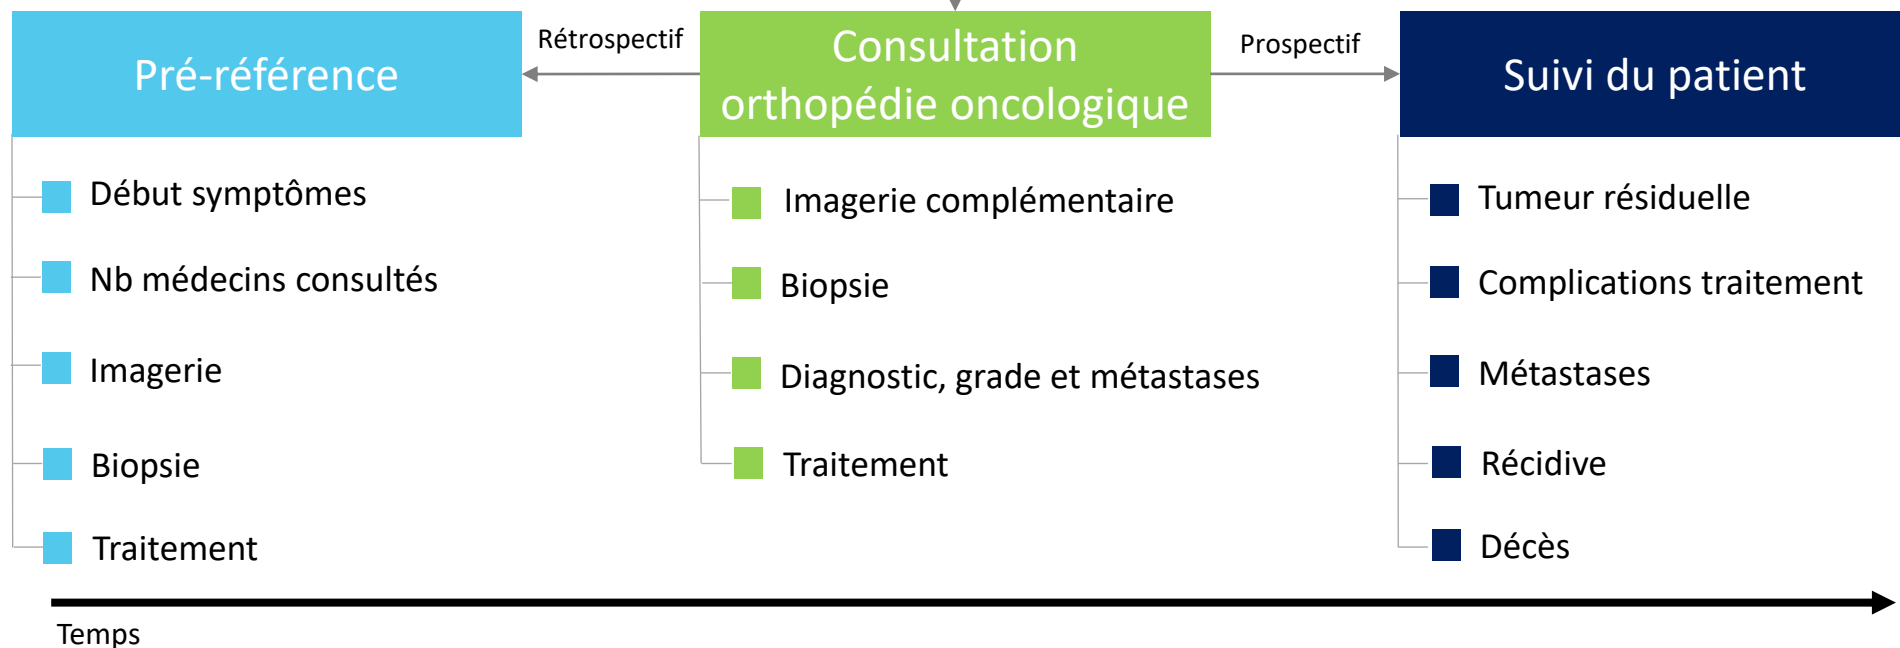 Pré-référence
Début symptômes
Nb médecins consultés
Imagerie
Biopsie
Traitement
Rétrospectif
Consultation
orthopédie oncologique
Imagerie complémentaire
Biopsie
Diagnostic, grade et métastases
Traitement
Prospectif
Suivi du patient
Tumeur résiduelle
Complications traitement
Métastases
Récidive
Décès
Temps